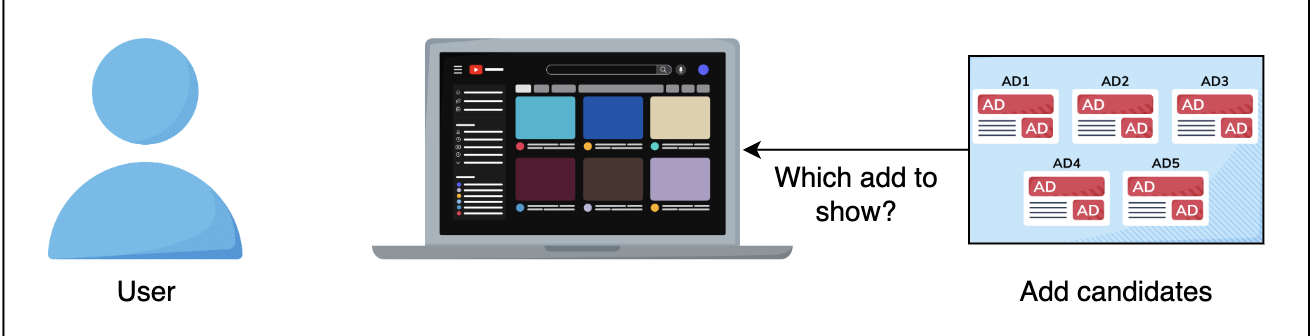 AD1 AD2 AD3
AD AD AD
AD AD AD
AD4 AD5
AD AD
AD AD
Which add to
show?
User
Add candidates